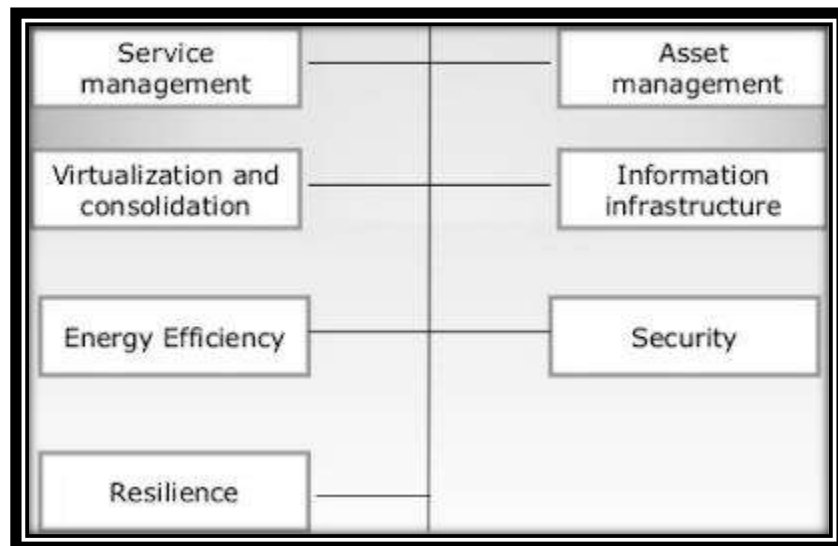 Service
management
Asset
management
Virtualization and
consolidation
Information
infrastructure
Energy Efficiency
Security
Resilience